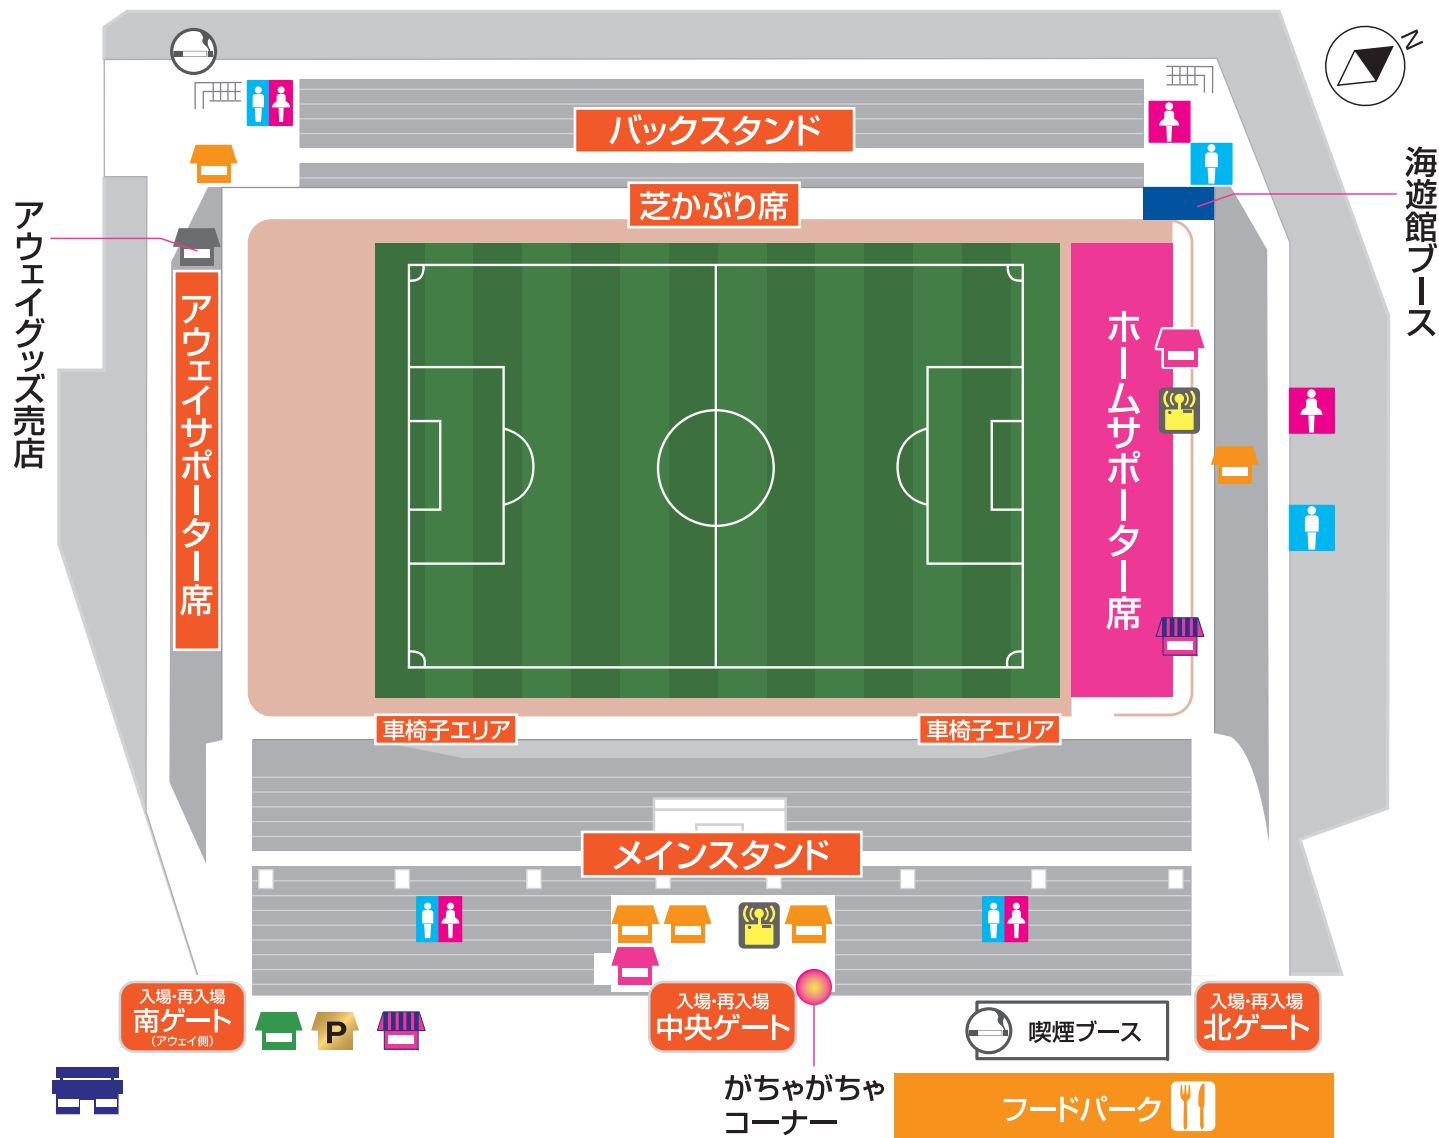 N
バックスタンド
芝かぶり席
海遊館ブース
アウェイグッズ売店
アウェイサポーター席
ホームサポーター席
車椅子エリア
車椅子エリア
メインスタンド
入場・再入場
南ゲート
(アウェイ側)
P
入場・再入場
中央ゲート
喫煙ブース
入場・再入場
北ゲート
がちゃがちゃ
コーナー
フードパーク